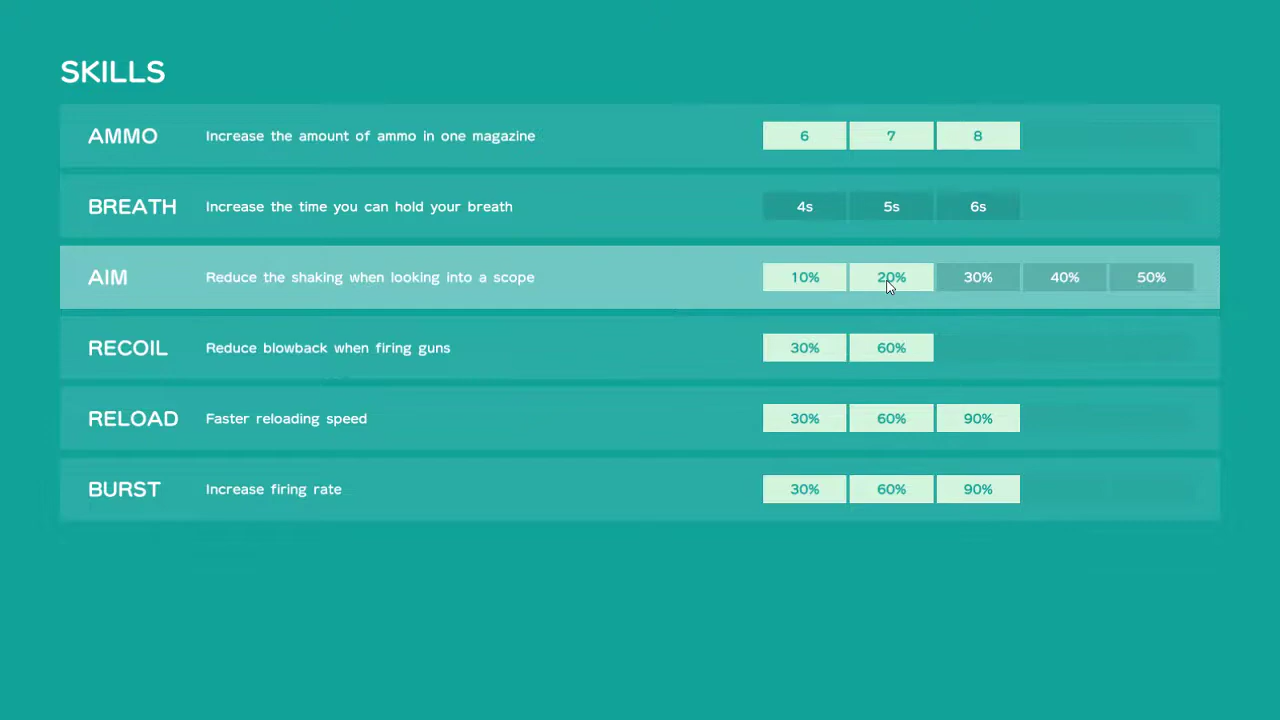 SKILLS
AMMO Increase the amount of ammo in one magazine 6 7 8
BREATH Increase the time you can hold your breath 4s 5s 6s
AIM Reduce the shaking when looking into a scope 10% 20% 30% 40% 50%
RECOIL Reduce blowback when firing guns 30% 60%
RELOAD Faster reloading speed 30% 60% 90%
BURST Increase firing rate 30% 60% 90%